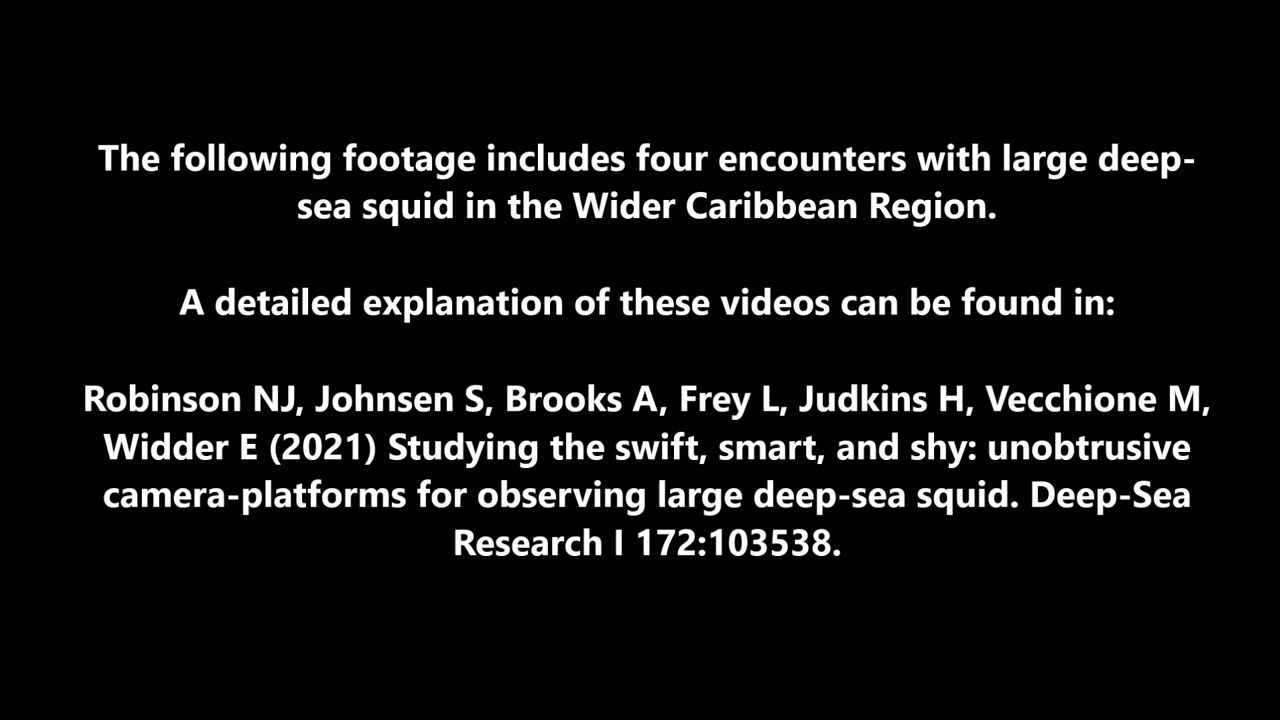 The following footage includes four encounters with large deep-
sea squid in the Wider Caribbean Region.
A detailed explanation of these videos can be found in:
Robinson NJ, Johnsen S, Brooks A, Frey L, Judkins H, Vecchione M,
Widder E (2021) Studying the swift, smart, and shy: unobtrusive
camera-platforms for observing large deep-sea squid. Deep-Sea
Research I 172:103538.